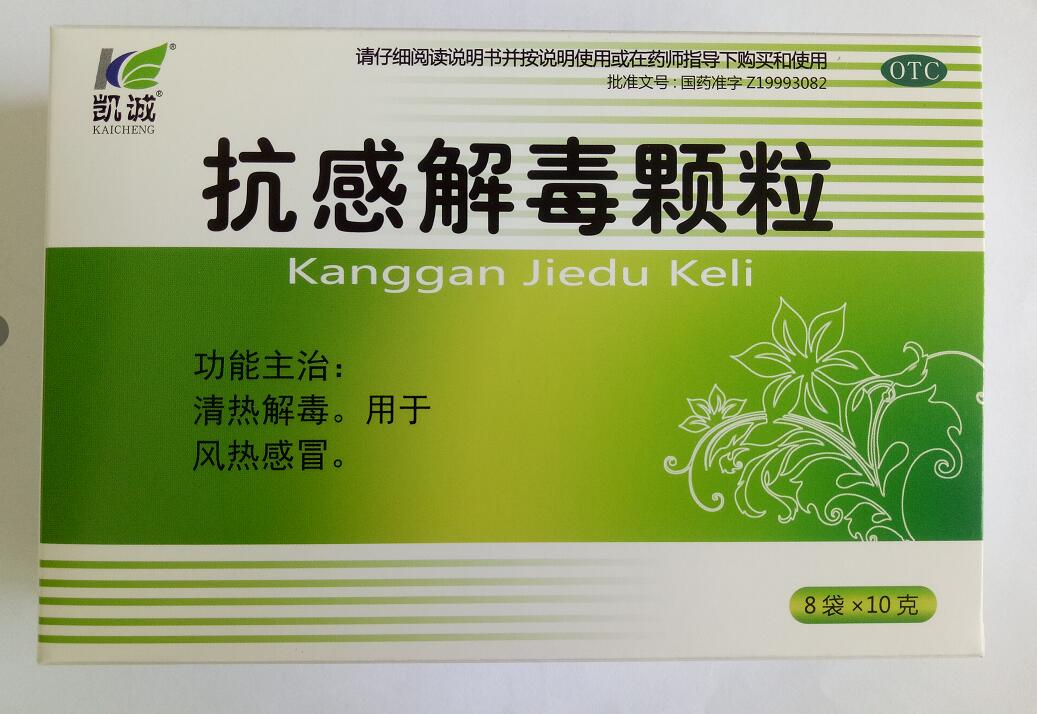 凯诚®
KAICHENG
请仔细阅读说明书并按说明使用或在药师指导下购买和使用
批准文号：国药准字 Z19993082
OTC
抗感解毒颗粒
Kanggan Jiedu Keli
功能主治：
清热解毒。用于
风热感冒。
8 袋 ×10 克